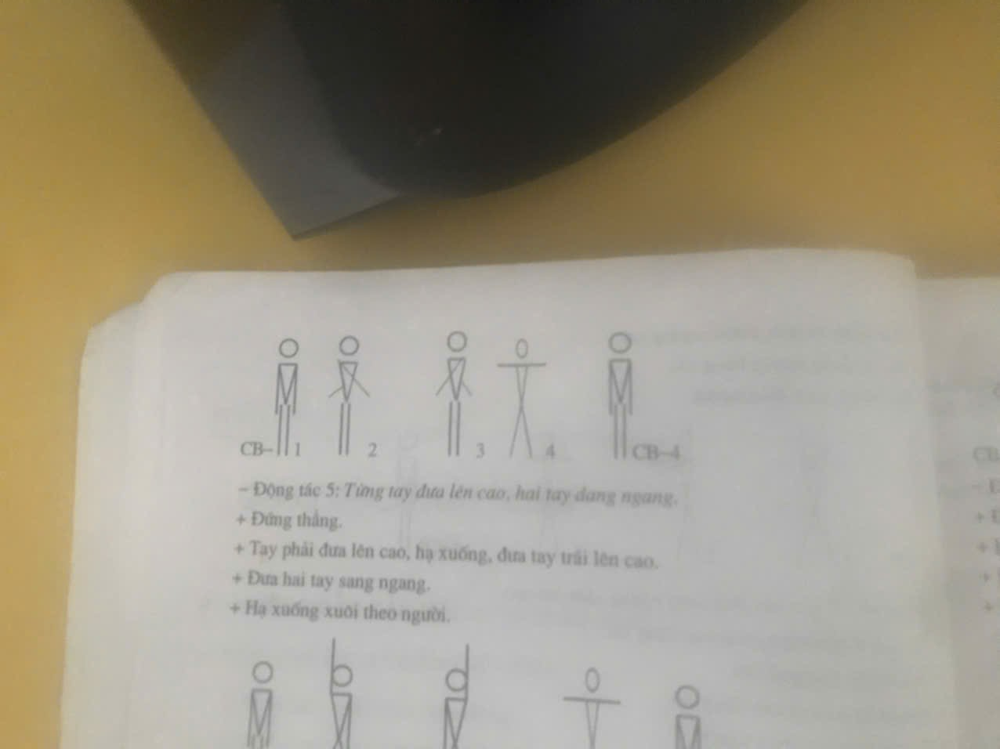 CB– 1 2 3 4 CB–4
– Động tác 5: Từng tay đưa lên cao, hai tay dang ngang.
+ Đứng thẳng.
+ Tay phải đưa lên cao, hạ xuống, đưa tay trái lên cao.
+ Đưa hai tay sang ngang.
+ Hạ xuống xuôi theo người.
CB